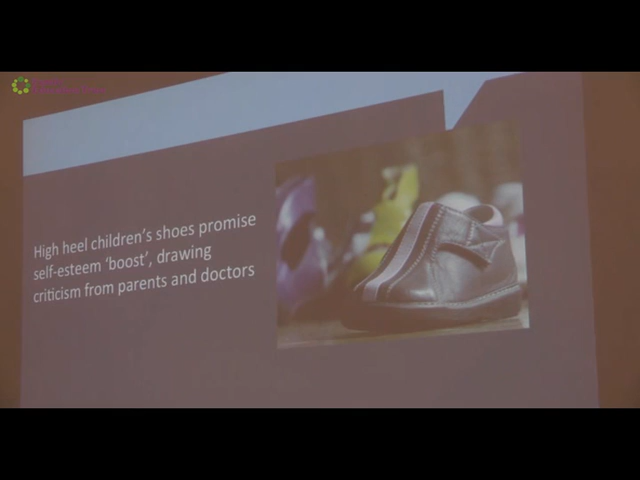 High heel children's shoes promise
self-esteem 'boost', drawing
criticism from parents and doctors